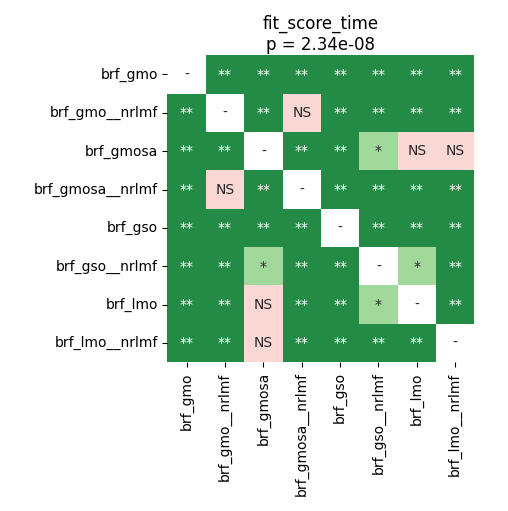 fit_score_time
p = 2.34e-08
brf_gmo - ** ** ** ** ** ** **
brf_gmo__nrlmf ** - ** NS ** ** ** **
brf_gmosa ** ** - ** ** * NS NS
brf_gmosa__nrlmf ** NS ** - ** ** ** **
brf_gso ** ** ** ** - ** ** **
brf_gso__nrlmf ** ** * ** ** - * **
brf_lmo ** ** NS ** ** * - **
brf_lmo__nrlmf ** ** NS ** ** ** ** -
brf_gmo
brf_gmo__nrlmf
brf_gmosa
brf_gmosa__nrlmf
brf_gso
brf_gso__nrlmf
brf_lmo
brf_lmo__nrlmf